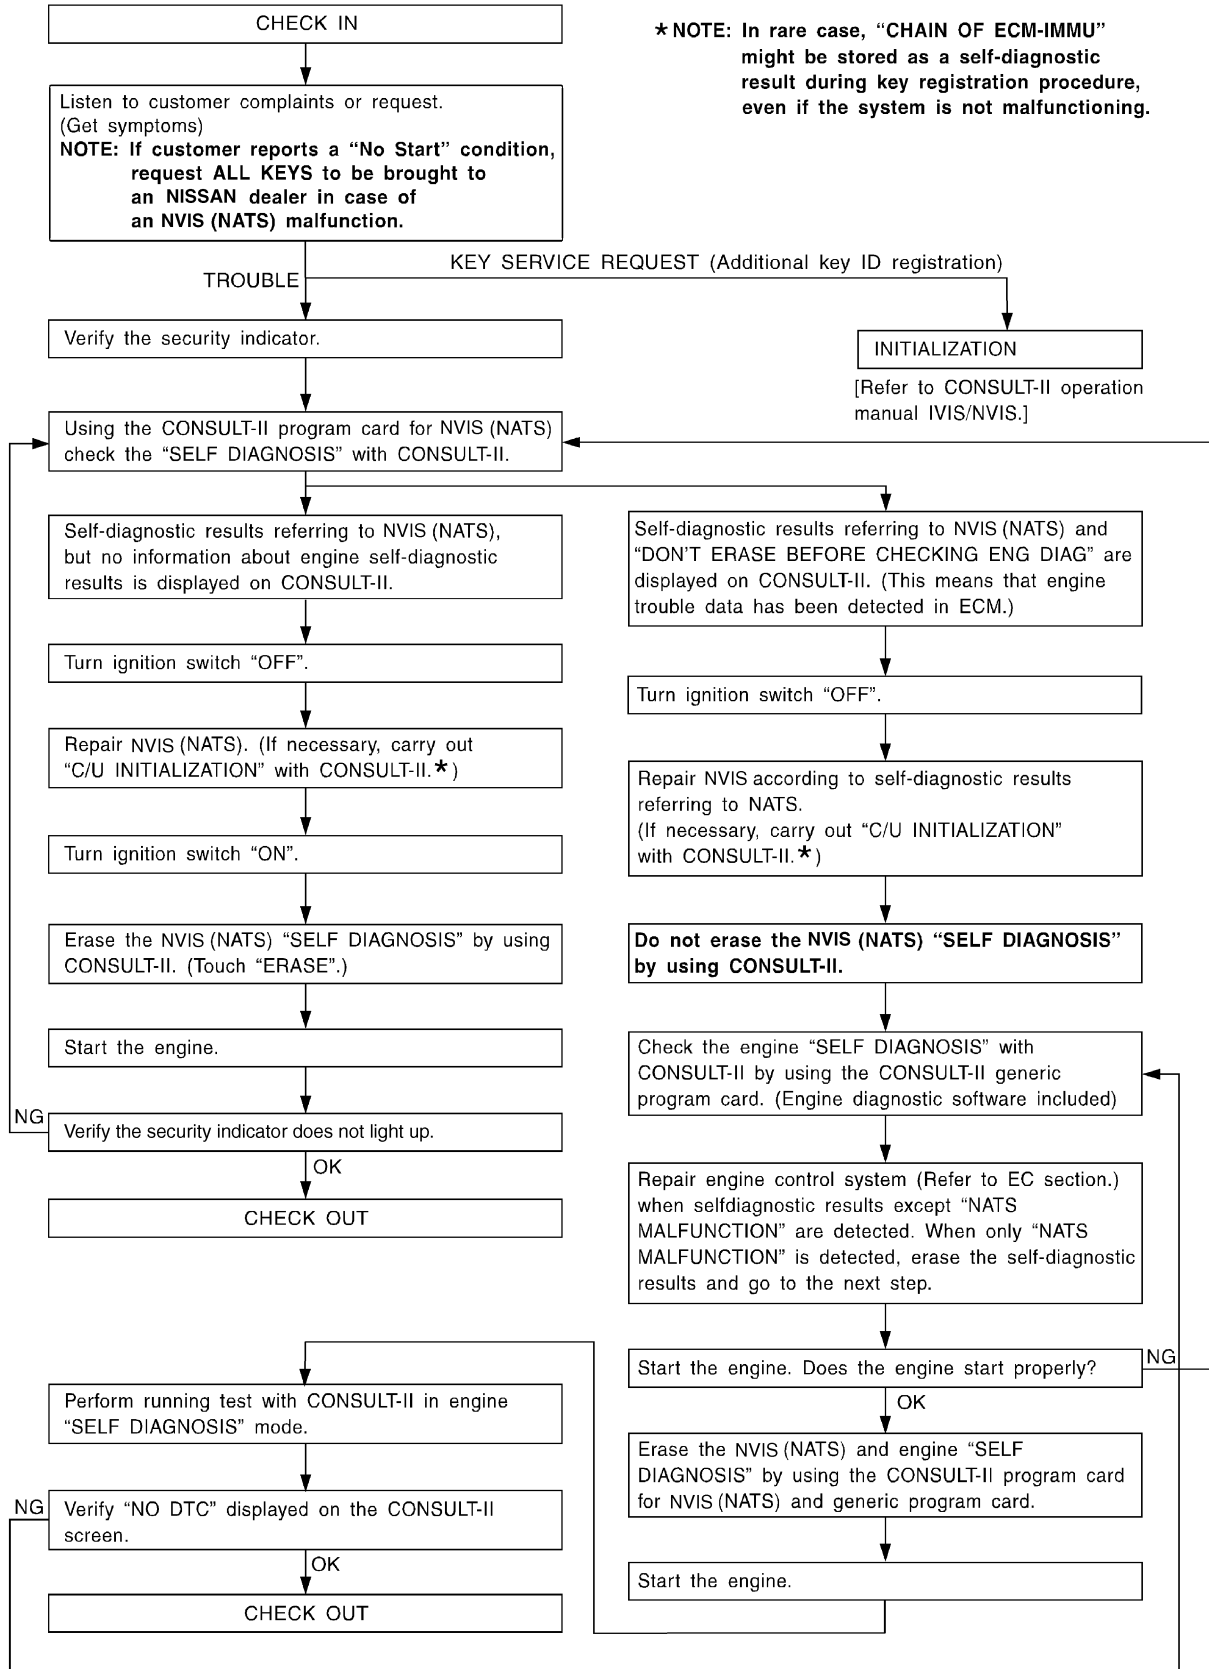 CHECK IN
★NOTE: In rare case, “CHAIN OF ECM-IMMU”
might be stored as a self-diagnostic
result during key registration procedure,
even if the system is not malfunctioning.
Listen to customer complaints or request.
(Get symptoms)
NOTE: If customer reports a “No Start” condition,
request ALL KEYS to be brought to
an NISSAN dealer in case of
an NVIS (NATS) malfunction.
KEY SERVICE REQUEST (Additional key ID registration)
TROUBLE
Verify the security indicator.
INITIALIZATION
[Refer to CONSULT-II operation
manual IVIS/NVIS.]
Using the CONSULT-II program card for NVIS (NATS)
check the “SELF DIAGNOSIS” with CONSULT-II.
Self-diagnostic results referring to NVIS (NATS),
but no information about engine self-diagnostic
results is displayed on CONSULT-II.
Turn ignition switch “OFF”.
Repair NVIS (NATS). (If necessary, carry out
“C/U INITIALIZATION” with CONSULT-II.★)
Turn ignition switch “ON”.
Erase the NVIS (NATS) “SELF DIAGNOSIS” by using
CONSULT-II. (Touch “ERASE”.)
Start the engine.
NG
Verify the security indicator does not light up.
OK
CHECK OUT
Self-diagnostic results referring to NVIS (NATS) and
“DON’T ERASE BEFORE CHECKING ENG DIAG” are
displayed on CONSULT-II. (This means that engine
trouble data has been detected in ECM.)
Turn ignition switch “OFF”.
Repair NVIS according to self-diagnostic results
referring to NATS.
(If necessary, carry out “C/U INITIALIZATION”
with CONSULT-II.★)
Do not erase the NVIS (NATS) “SELF DIAGNOSIS”
by using CONSULT-II.
Check the engine “SELF DIAGNOSIS” with
CONSULT-II by using the CONSULT-II generic
program card. (Engine diagnostic software included)
Repair engine control system (Refer to EC section.)
when selfdiagnostic results except “NATS
MALFUNCTION” are detected. When only “NATS
MALFUNCTION” is detected, erase the self-diagnostic
results and go to the next step.
Start the engine. Does the engine start properly?
NG
OK
Erase the NVIS (NATS) and engine “SELF
DIAGNOSIS” by using the CONSULT-II program card
for NVIS (NATS) and generic program card.
Start the engine.
Perform running test with CONSULT-II in engine
“SELF DIAGNOSIS” mode.
NG
Verify “NO DTC” displayed on the CONSULT-II
screen.
OK
CHECK OUT